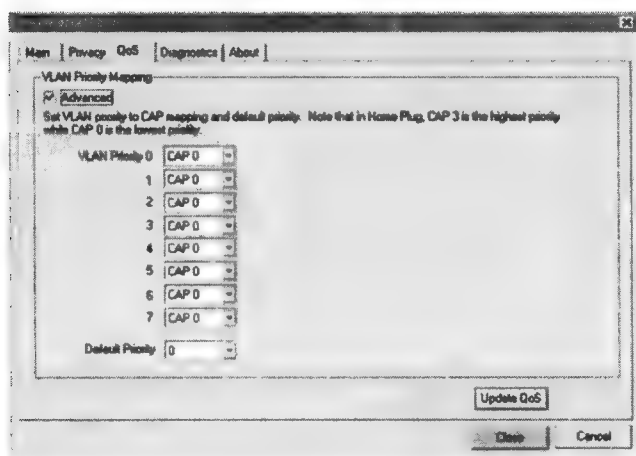 Main Privacy QoS Diagnostics About
VLAN Priority Mapping
Advanced
Set VLAN priority to CAP mapping and default priority. Note that in Home Plug, CAP 3 is the highest priority
while CAP 0 is the lowest priority.
VLAN Priority 0 CAP 0
1 CAP 0
2 CAP 0
3 CAP 0
4 CAP 0
5 CAP 0
6 CAP 0
7 CAP 0
Default Priority 0
Update QoS
Close Cancel